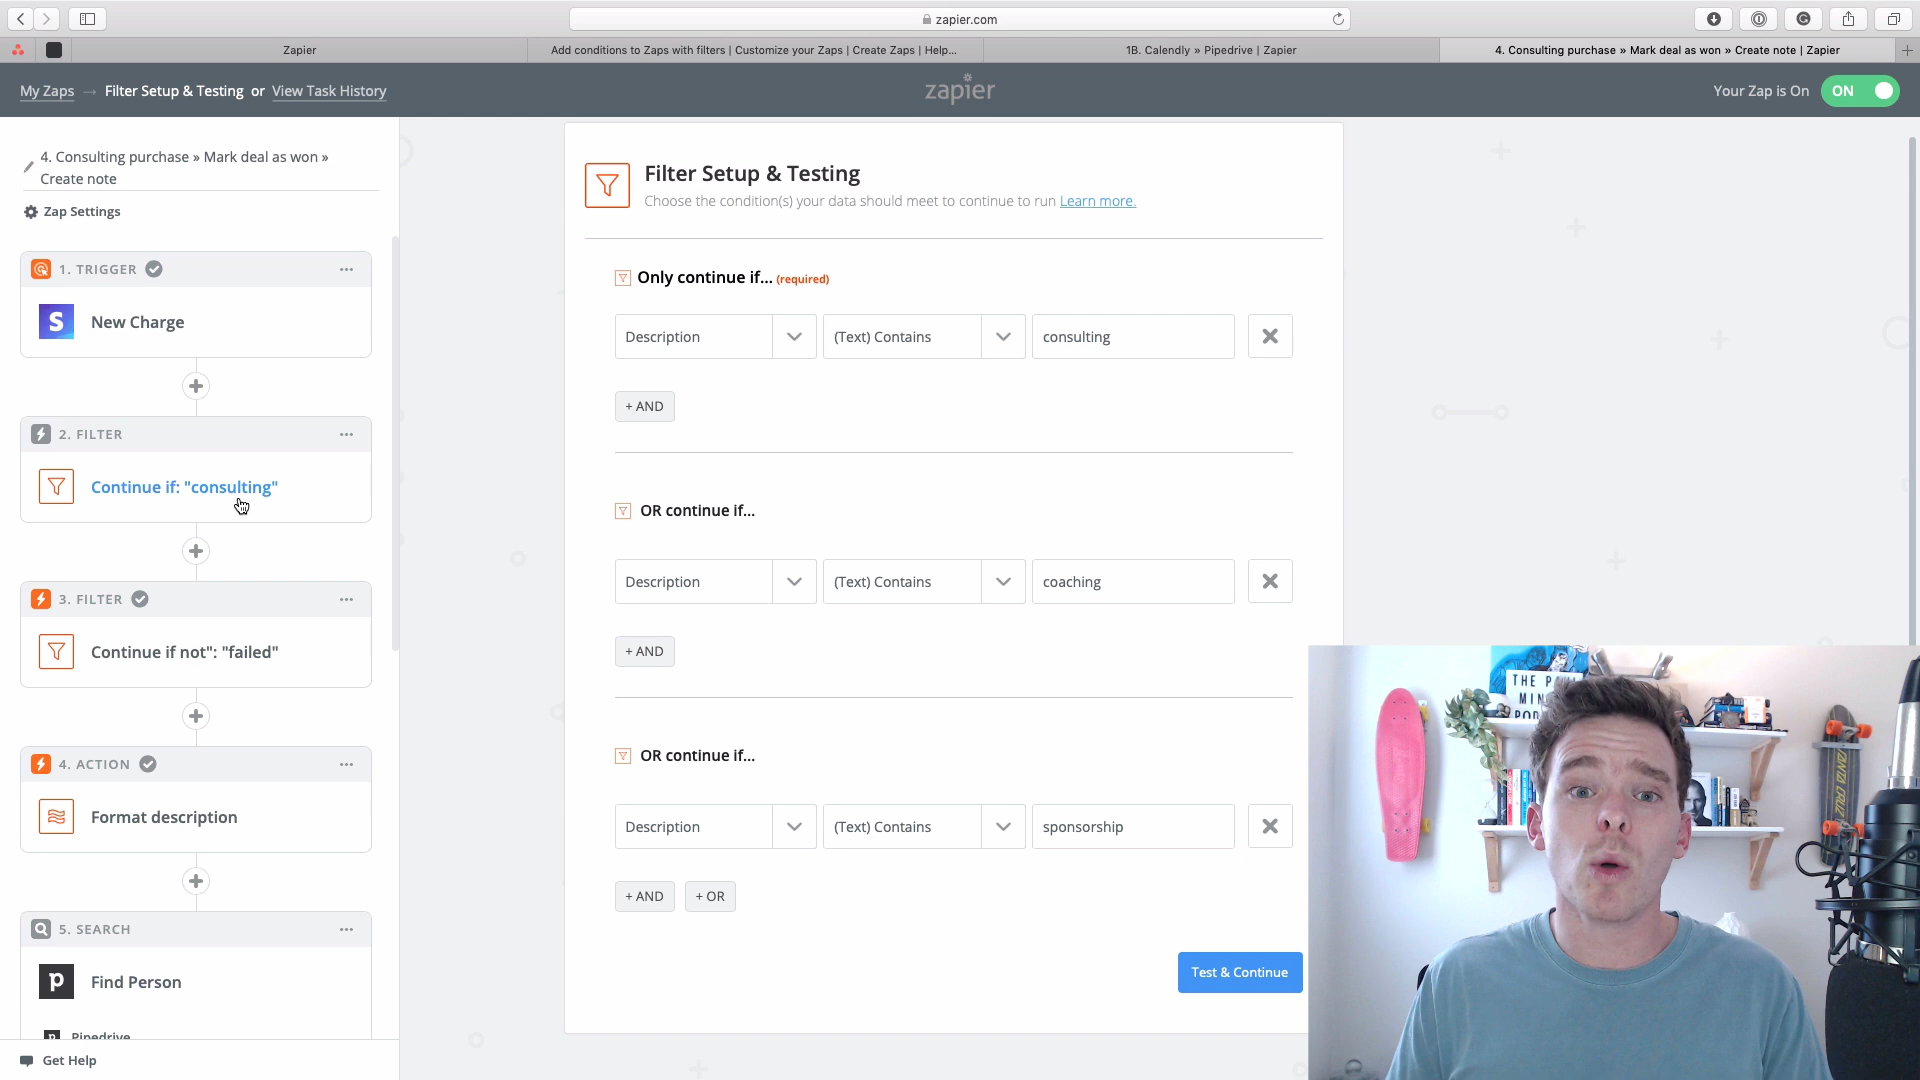 zapier.com
Zapier
Add conditions to Zaps with filters | Customize your Zaps | Create Zaps | Help...
1B. Calendly » Pipedrive | Zapier
4. Consulting purchase » Mark deal as won » Create note | Zapier
My Zaps → Filter Setup & Testing or View Task History
zapier
Your Zap is On
ON
4. Consulting purchase » Mark deal as won »
Create note
Zap Settings
1. TRIGGER
New Charge
2. FILTER
Continue if: "consulting"
3. FILTER
Continue if not": "failed"
4. ACTION
Format description
5. SEARCH
Find Person
Pipedrive
Get Help
Filter Setup & Testing
Choose the condition(s) your data should meet to continue to run Learn more.
Only continue if... (required)
Description
(Text) Contains
consulting
+ AND
OR continue if...
Description
(Text) Contains
coaching
+ AND
OR continue if...
Description
(Text) Contains
sponsorship
+ AND
+ OR
Test & Continue
THE PA
MIN
POD